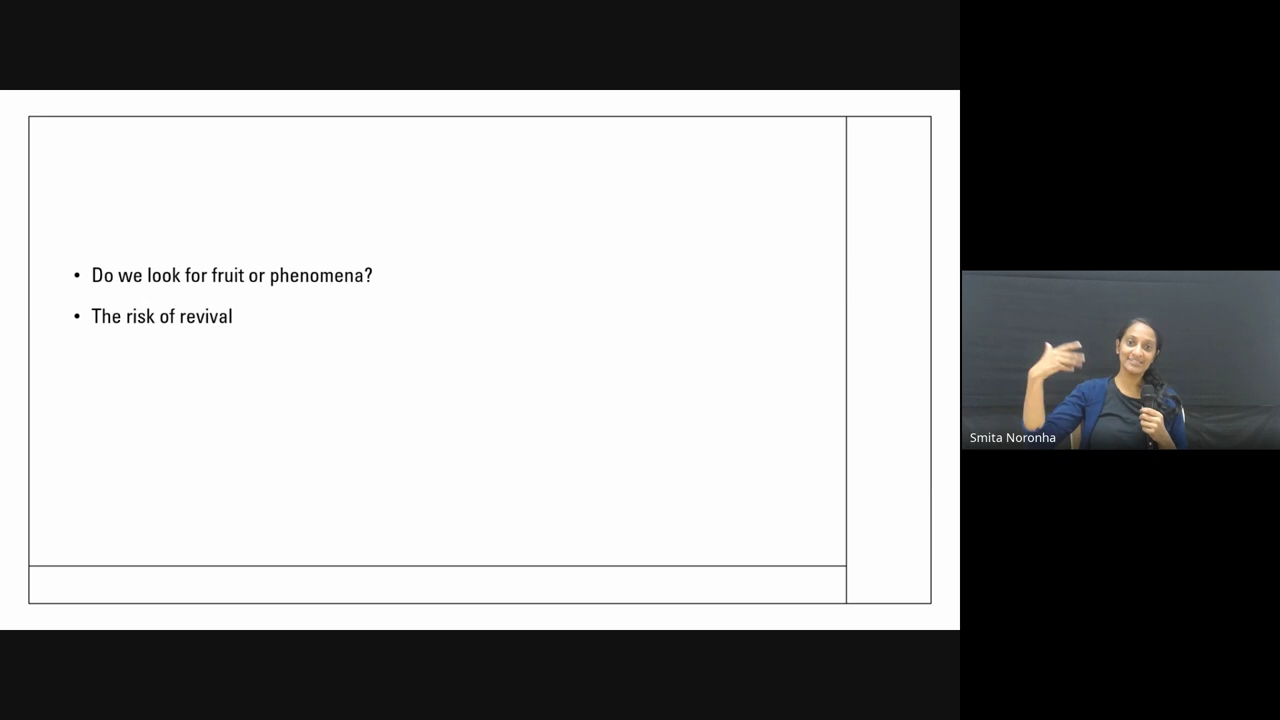 • Do we look for fruit or phenomena?
• The risk of revival
Smita Noronha